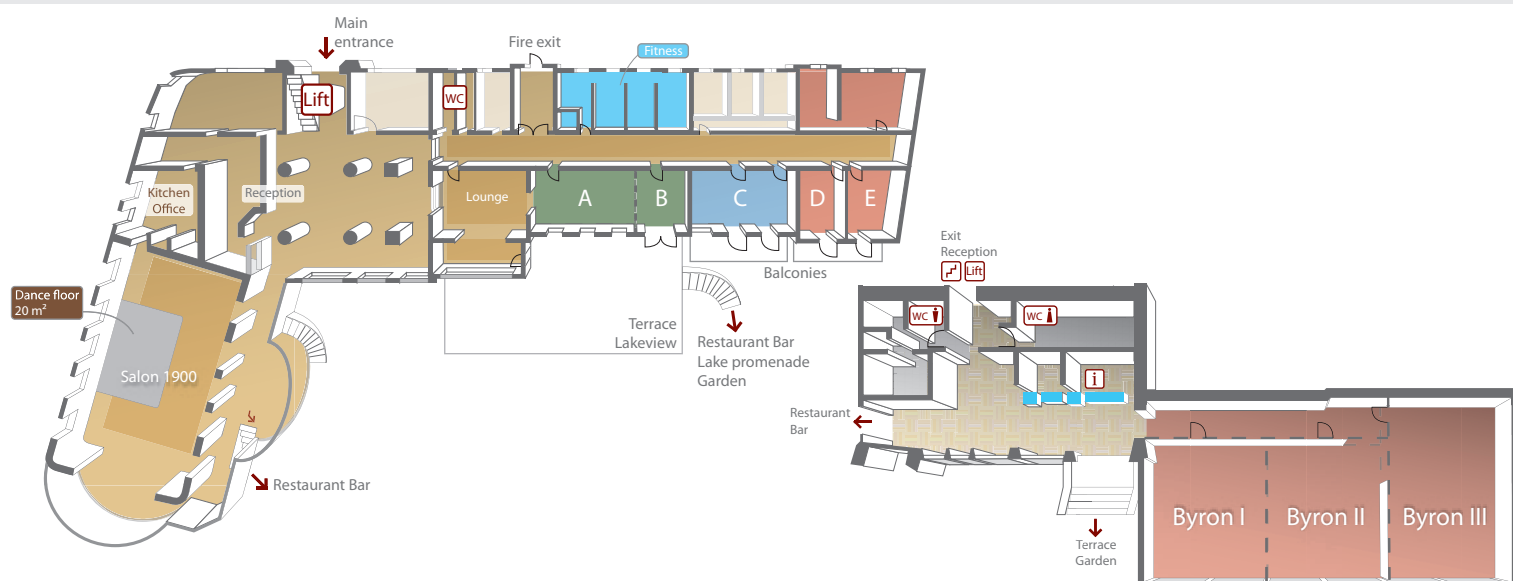 Main
entrance
Fire exit
Fitness
Lift
WC
Kitchen
Office
Reception
Lounge
A
B
C
D
E
Balconies
Exit
Reception
Lift
Dance floor
20 m²
Salon 1900
Terrace
Lakeview
Restaurant Bar
Lake promenade
Garden
WC
WC
i
Restaurant
Bar
Restaurant Bar
Byron I
Byron II
Byron III
Terrace
Garden